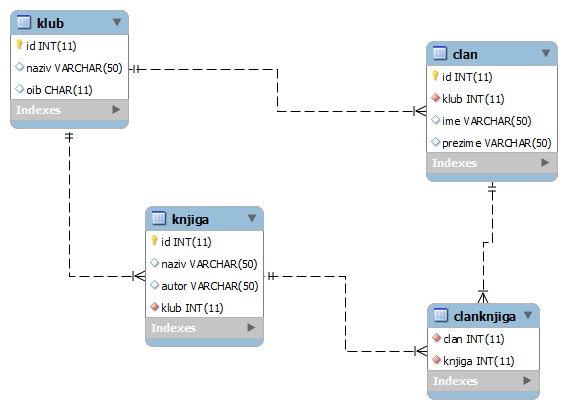 klub
id INT(11)
naziv VARCHAR(50)
oib CHAR(11)
Indexes
clan
id INT(11)
klub INT(11)
ime VARCHAR(50)
prezime VARCHAR(50)
Indexes
knjiga
id INT(11)
naziv VARCHAR(50)
autor VARCHAR(50)
klub INT(11)
Indexes
clanknjiga
clan INT(11)
knjiga INT(11)
Indexes